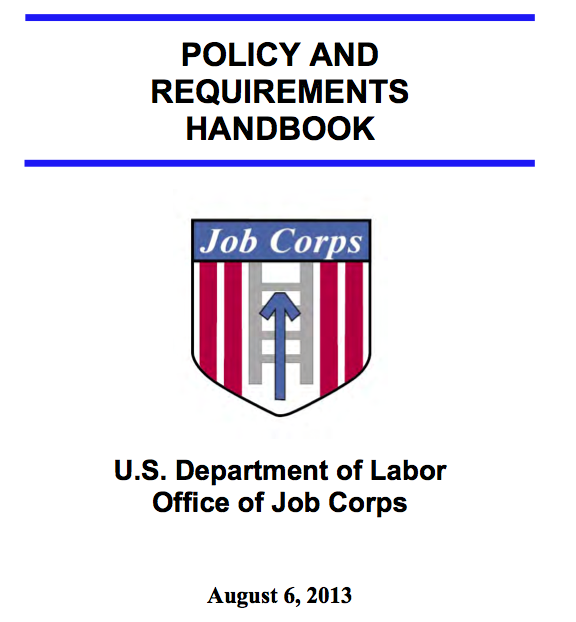 POLICY AND
REQUIREMENTS
HANDBOOK
Job Corps
U.S. Department of Labor
Office of Job Corps
August 6, 2013